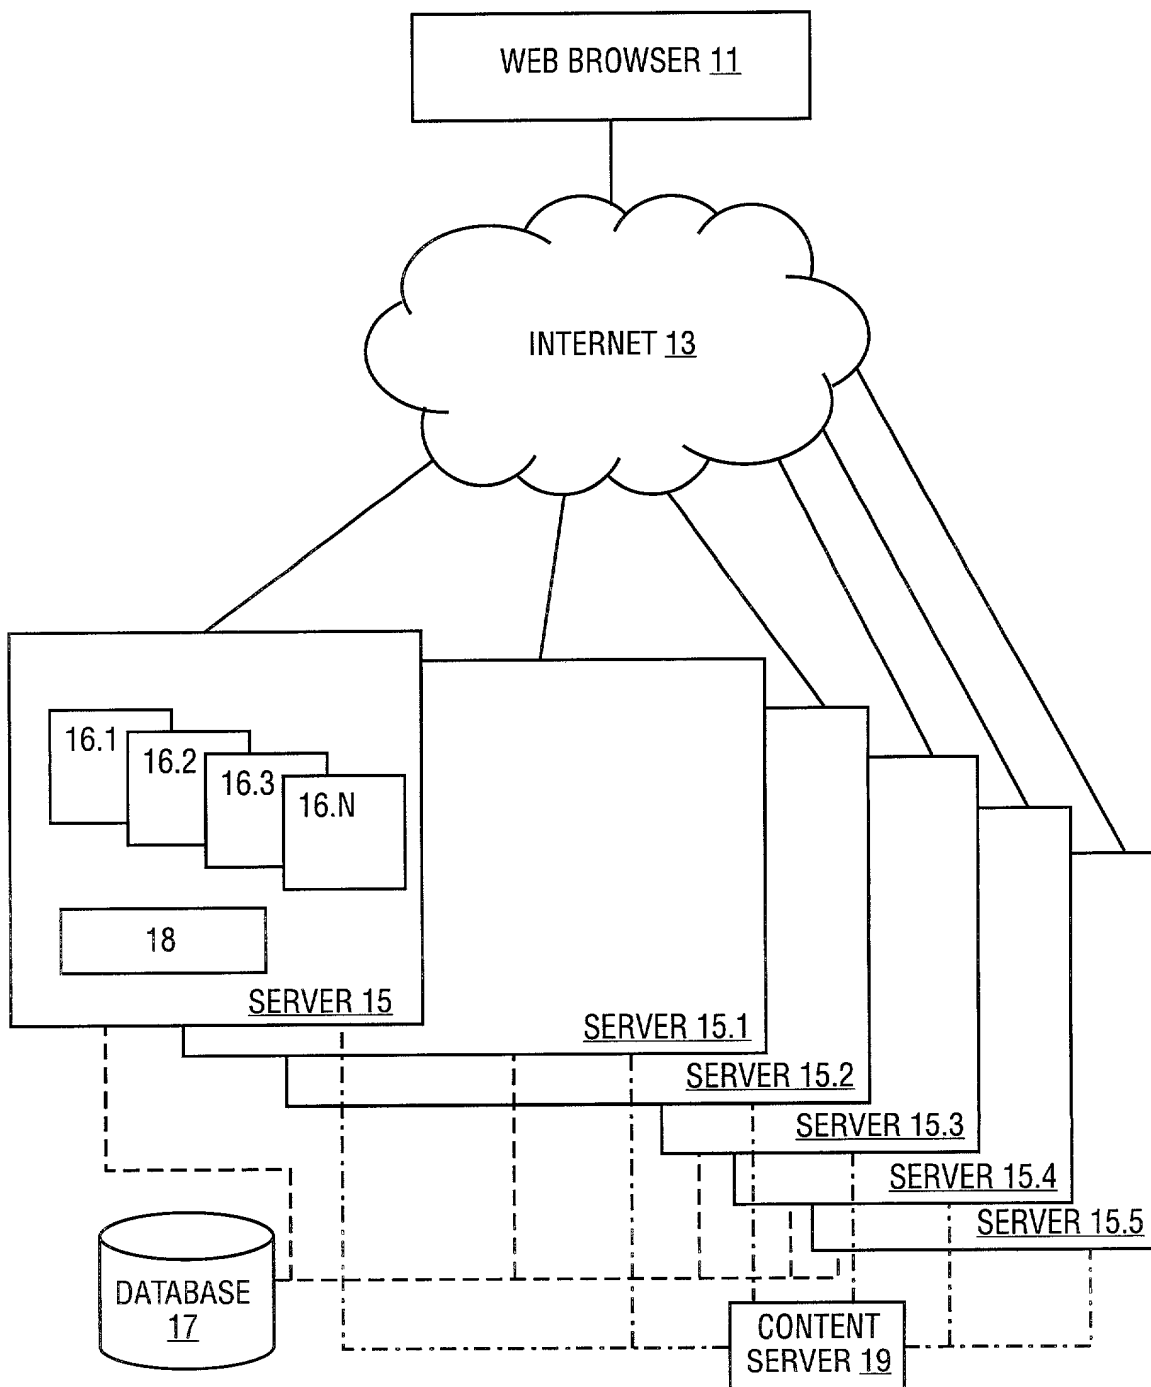 WEB BROWSER 11
INTERNET 13
16.1
16.2
16.3
16.N
18
SERVER 15
SERVER 15.1
SERVER 15.2
SERVER 15.3
SERVER 15.4
SERVER 15.5
DATABASE
17
CONTENT
SERVER 19